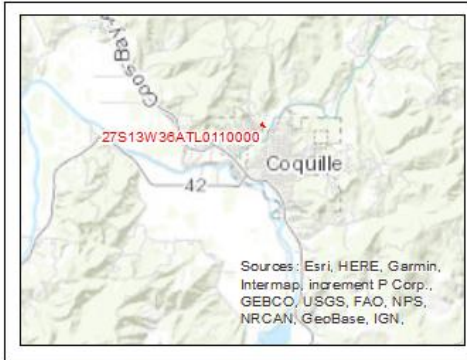 Coos Bay-
27S13W36ATL0110000
Coquille
42
Sources: Esri, HERE, Garmin,
Intermap, increment P Corp.,
GEBCO, USGS, FAO, NPS,
NRCAN, GeoBase, IGN,